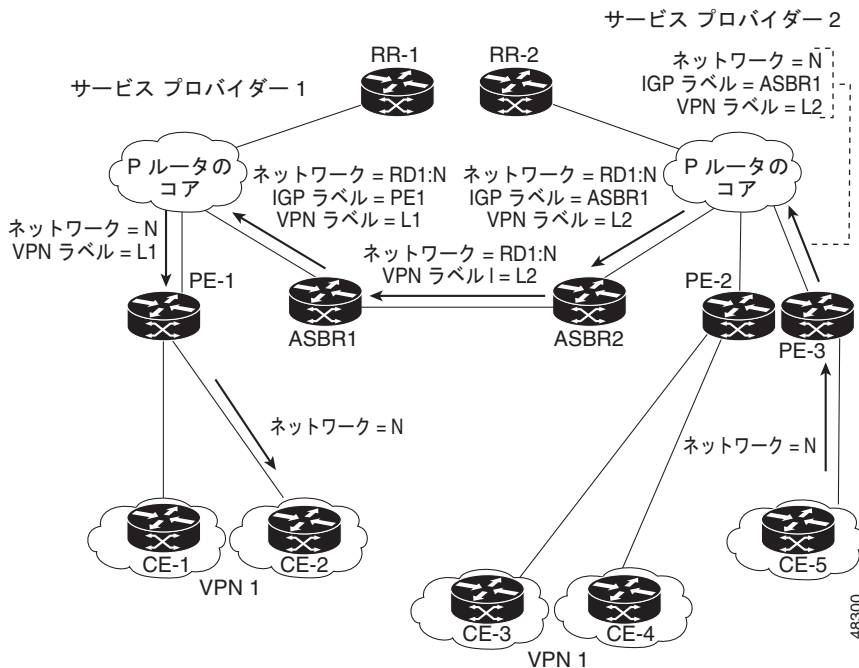 サービス プロバイダー 2
RR-1
RR-2
サービス プロバイダー 1
ネットワーク = N
IGP ラベル = ASBR1
VPN ラベル = L2
P ルータの
コア
ネットワーク = RD1:N
IGP ラベル = PE1
VPN ラベル = L1
ネットワーク = RD1:N
IGP ラベル = ASBR1
VPN ラベル = L2
P ルータの
コア
ネットワーク = N
VPN ラベル = L1
ネットワーク = RD1:N
VPN ラベル l = L2
PE-1
ASBR1
ASBR2
PE-2
PE-3
ネットワーク = N
ネットワーク = N
CE-1
VPN 1
CE-2
CE-5
CE-3
CE-4
VPN 1
48300